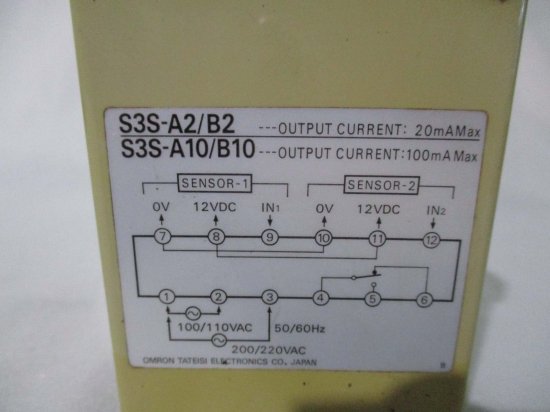 S3S-A2/B2 ---OUTPUT CURRENT: 20mA Max
S3S-A10/B10 ---OUTPUT CURRENT: 100mA Max
SENSOR-1 SENSOR-2
0V 12VDC IN1 0V 12VDC IN2
7 8 9 10 11 12
1 2 3 4 5 6
100/110VAC 50/60Hz
200/220VAC
OMRON TATEISI ELECTRONICS CO, JAPAN B